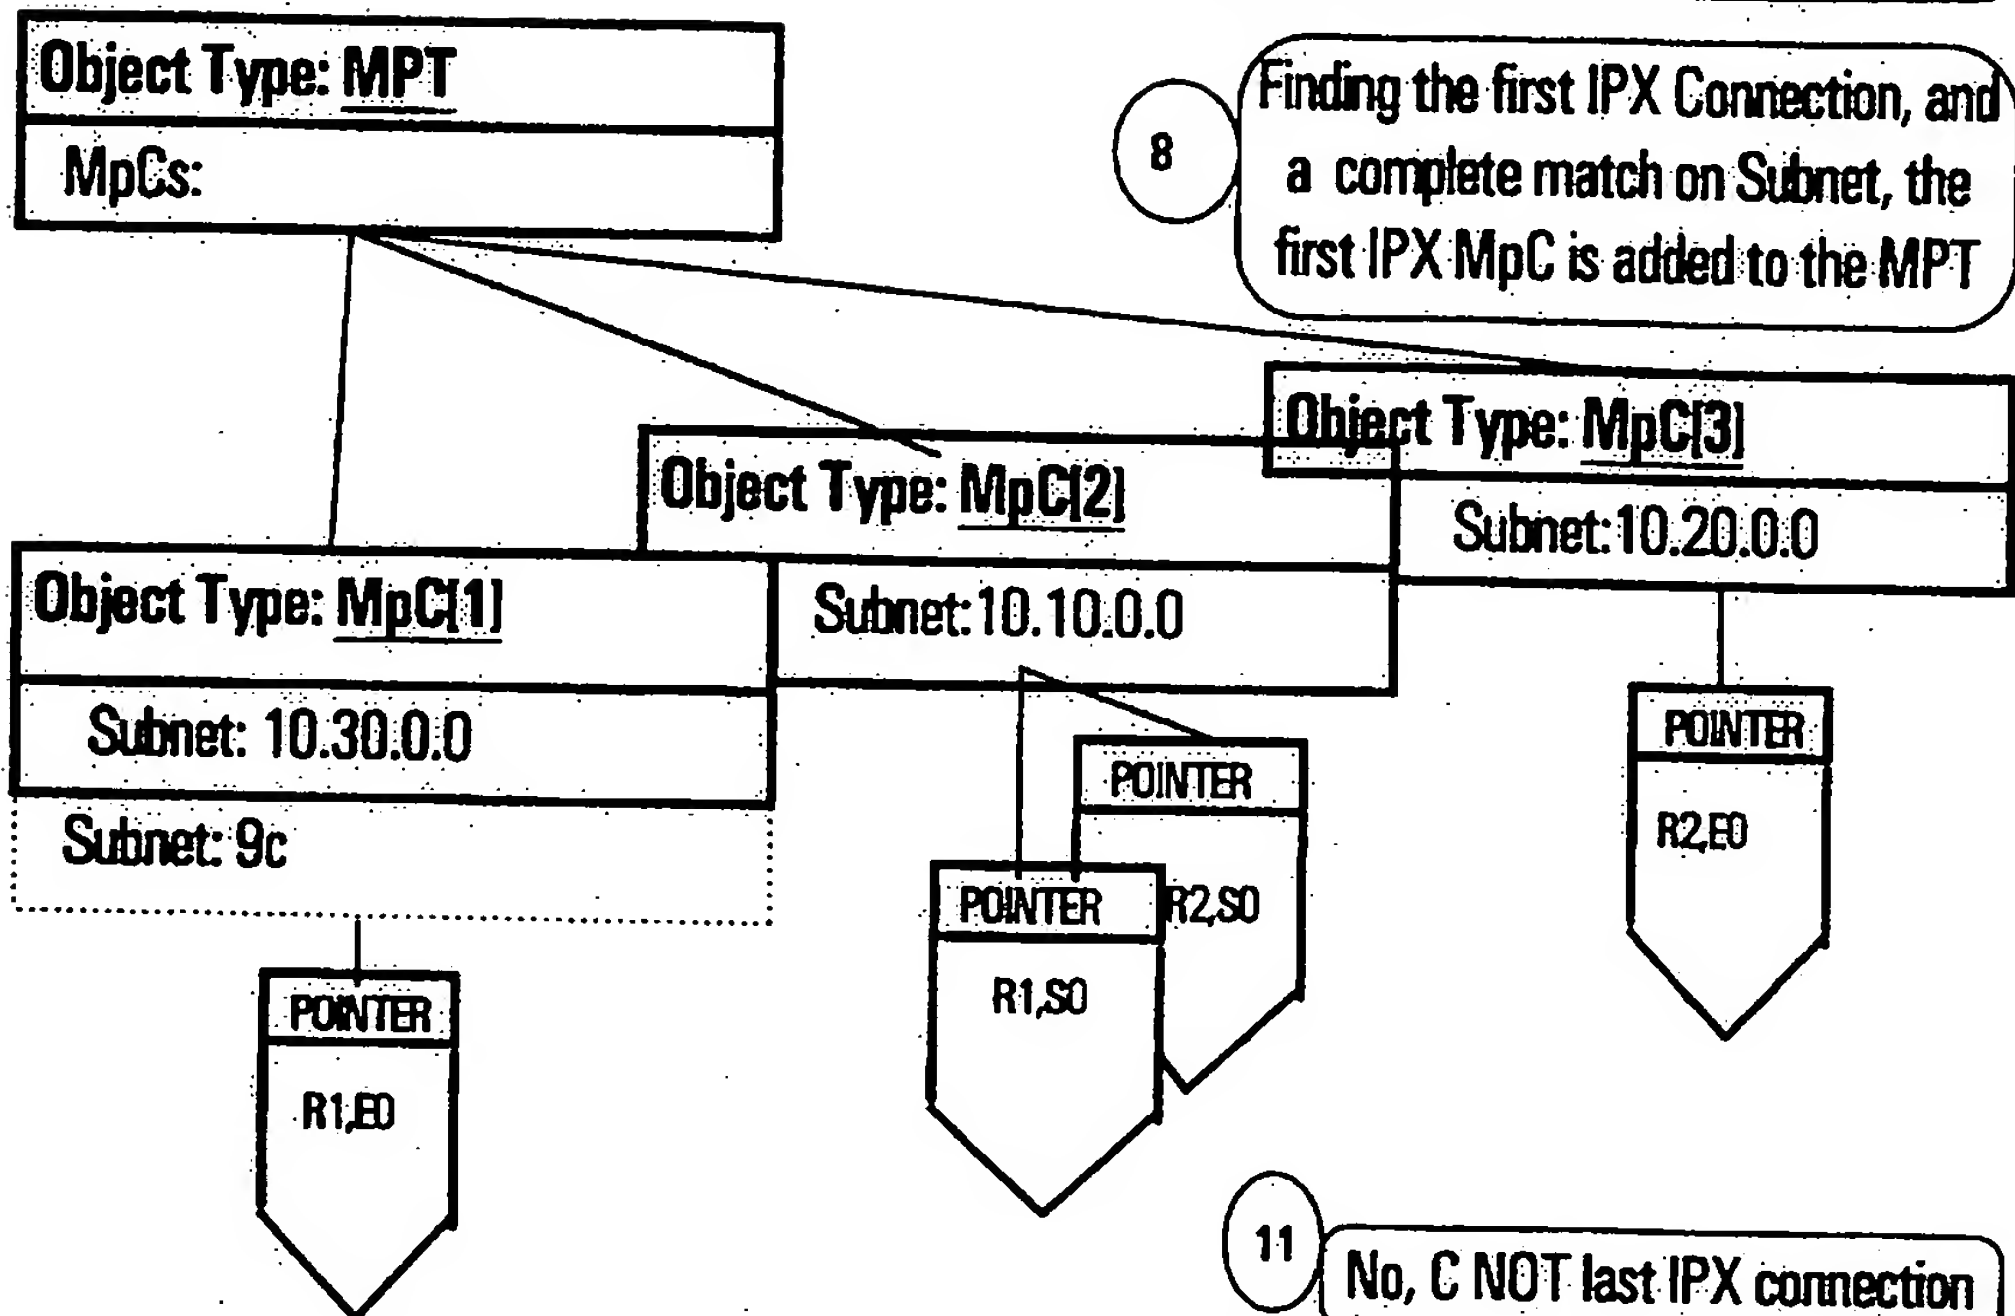 Object Type: MPT
MpCs:
8
Finding the first IPX Connection, and
a complete match on Subnet, the
first IPX MpC is added to the MPT
Object Type: MpC[3]
Subnet:10.20.0.0
Object Type: MpC[2]
Subnet:10.10.0.0
Object Type: MpC[1]
Subnet: 10.30.0.0
Subnet: 9c
POINTER
R2,E0
POINTER
R2,S0
POINTER
R1,S0
POINTER
R1,E0
11
No, C NOT last IPX connection